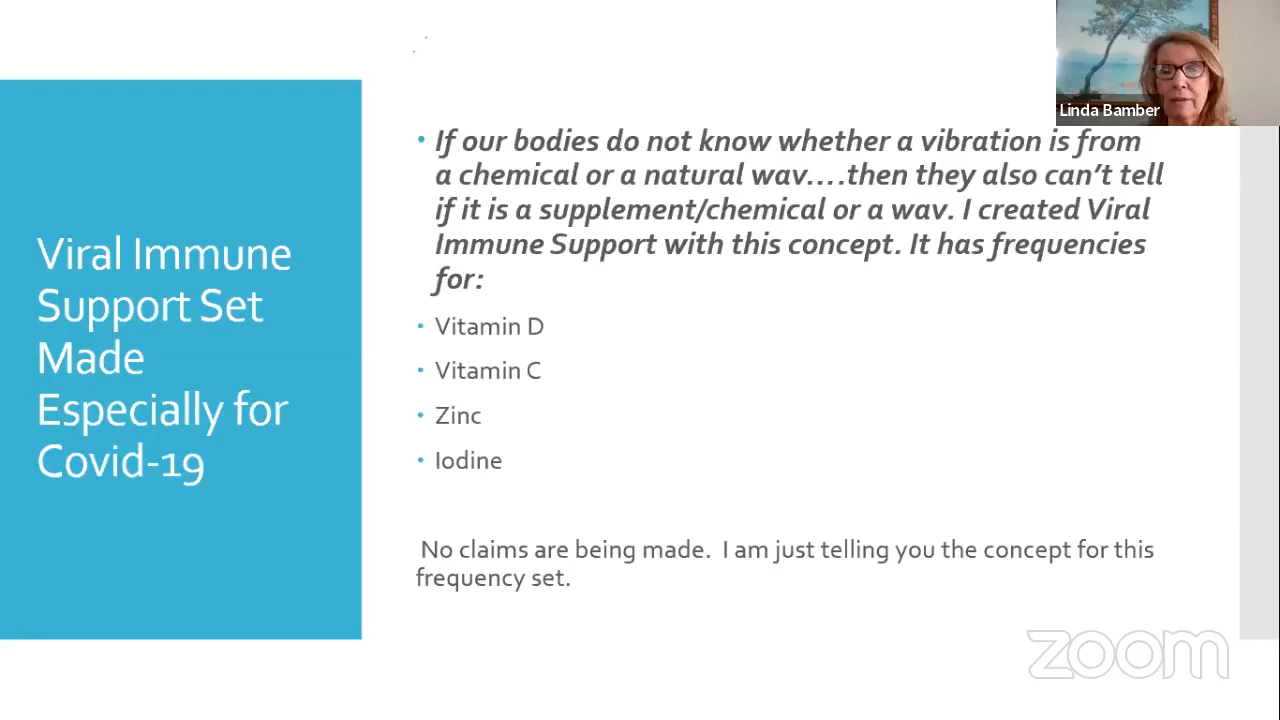 Linda Bamber
Viral Immune
Support Set
Made
Especially for
Covid-19
• If our bodies do not know whether a vibration is from
a chemical or a natural wav....then they also can't tell
if it is a supplement/chemical or a wav. I created Viral
Immune Support with this concept. It has frequencies
for:
• Vitamin D
• Vitamin C
• Zinc
• Iodine
No claims are being made.  I am just telling you the concept for this
frequency set.
zoom